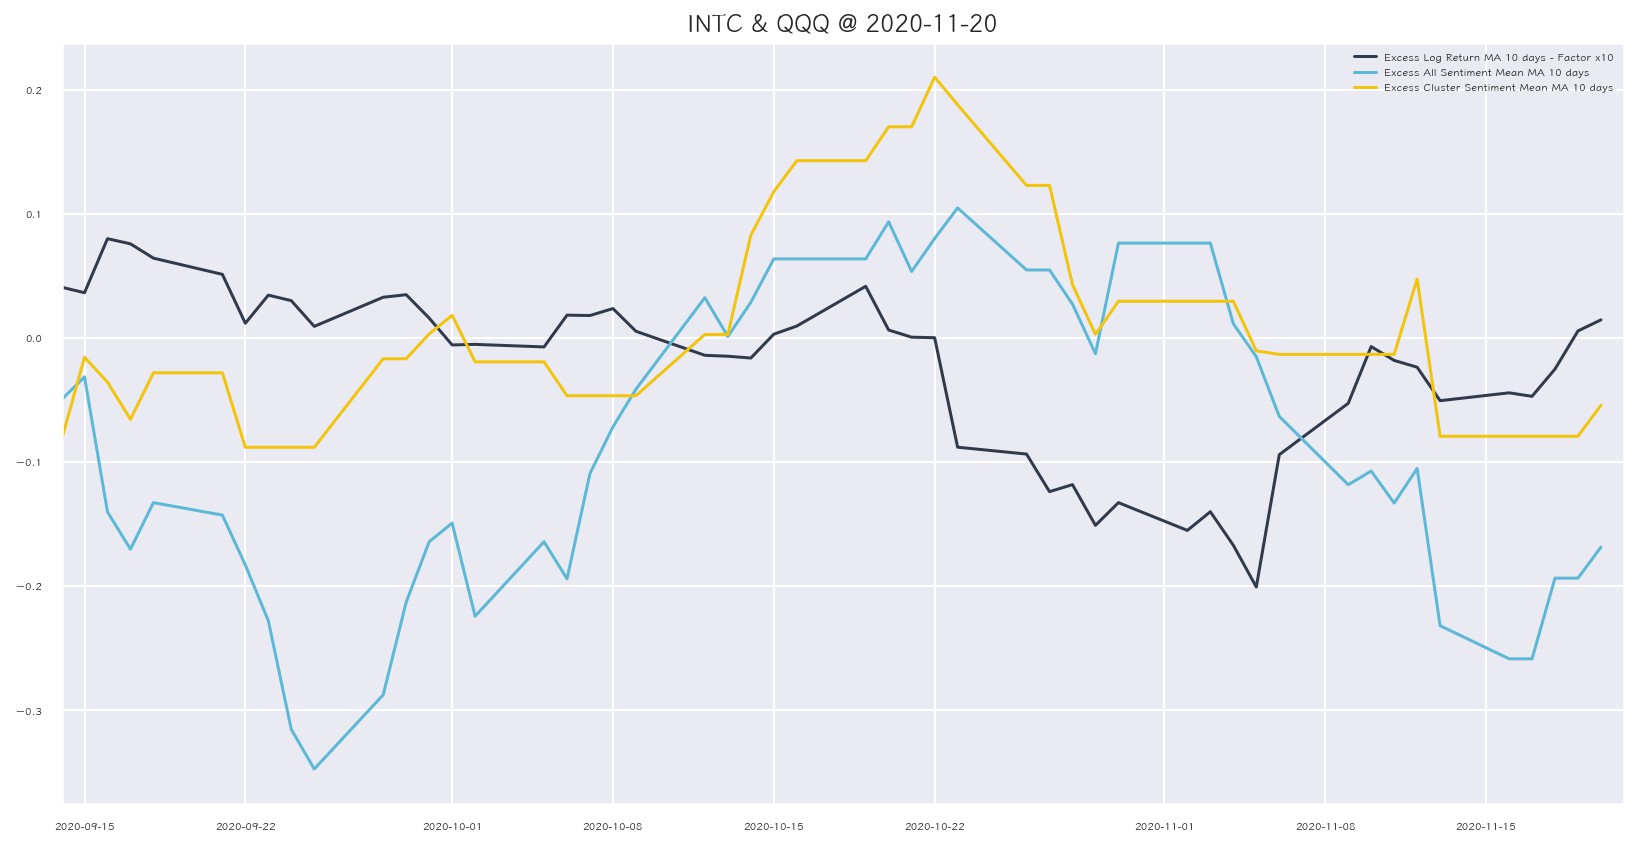 INTC & QQQ @ 2020-11-20
Excess Log Return MA 10 days - Factor x10
Excess All Sentiment Mean MA 10 days
Excess Cluster Sentiment Mean MA 10 days
0.2
0.1
0.0
−0.1
−0.2
−0.3
2020-09-15 2020-09-22 2020-10-01 2020-10-08 2020-10-15 2020-10-22 2020-11-01 2020-11-08 2020-11-15